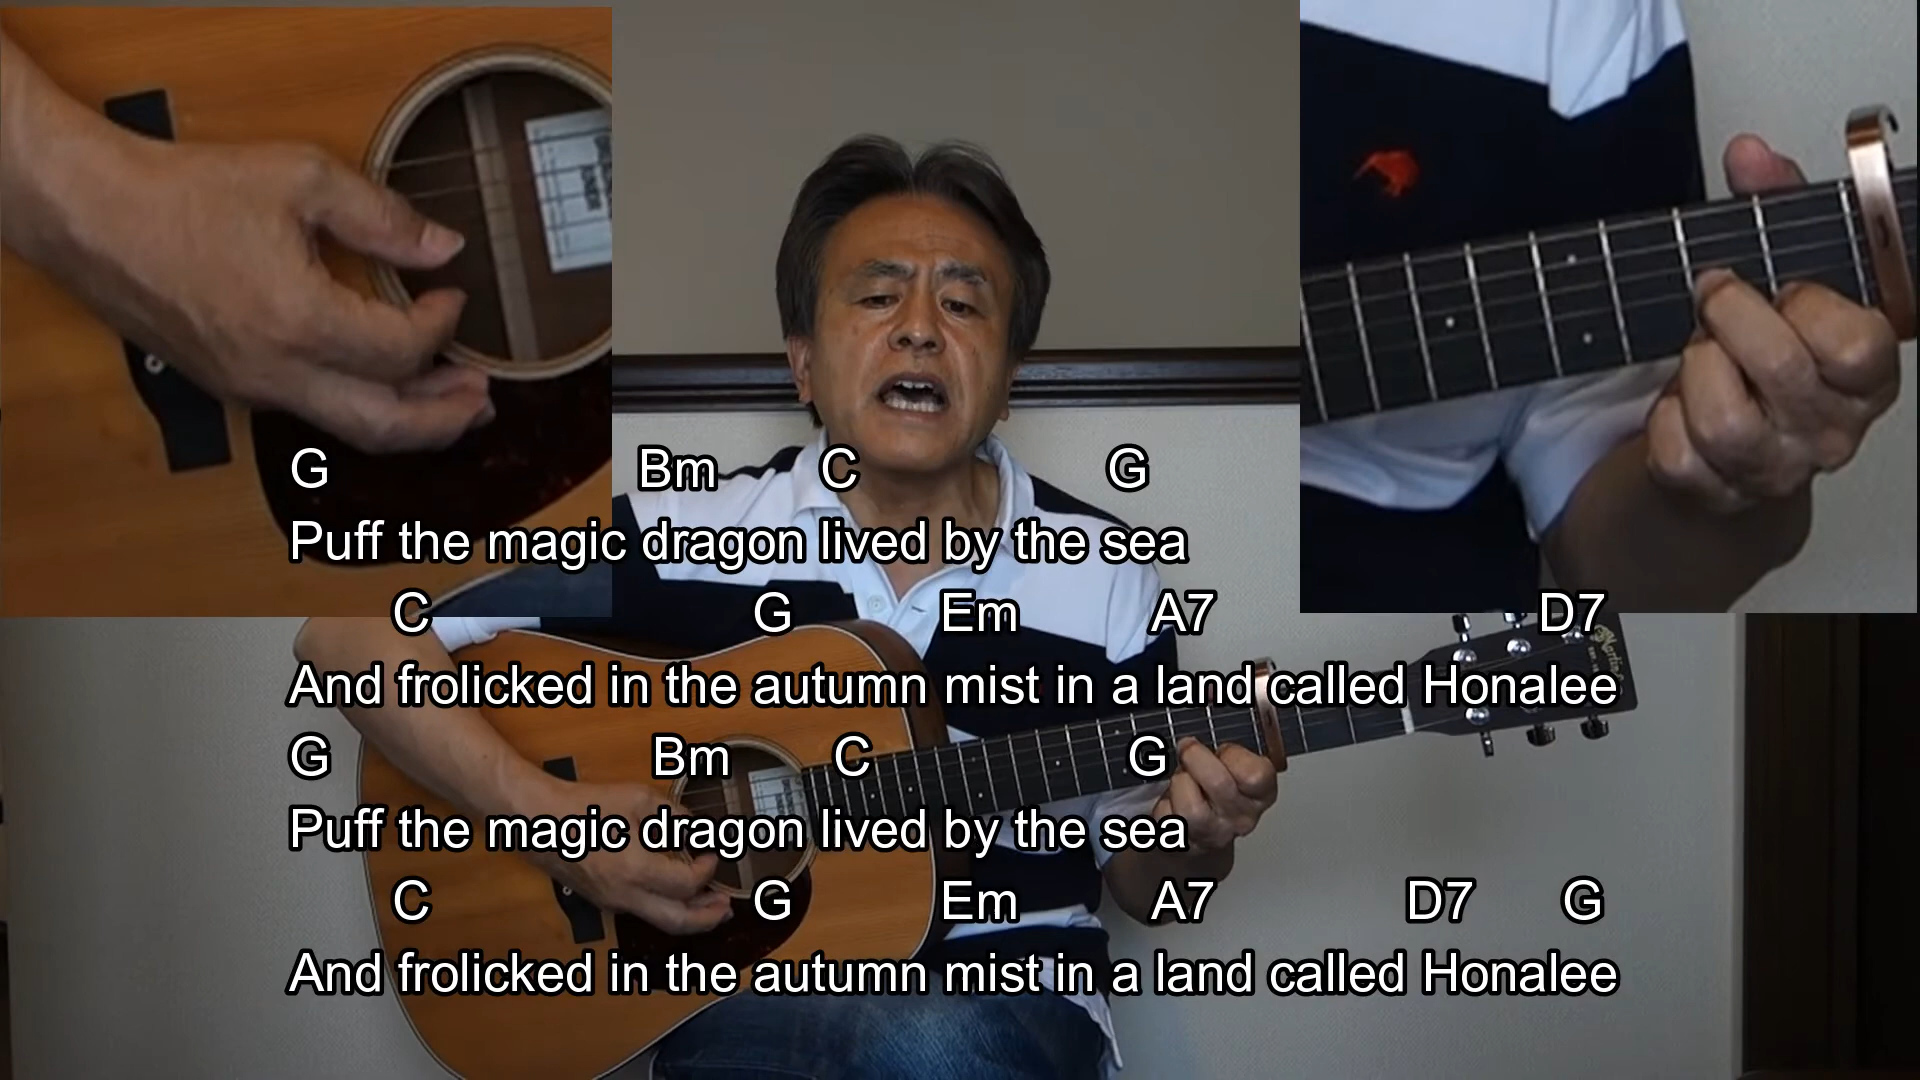 G Bm C G
Puff the magic dragon lived by the sea
C G Em A7 D7
And frolicked in the autumn mist in a land called Honalee
G Bm C G
Puff the magic dragon lived by the sea
C G Em A7 D7 G
And frolicked in the autumn mist in a land called Honalee
Martin